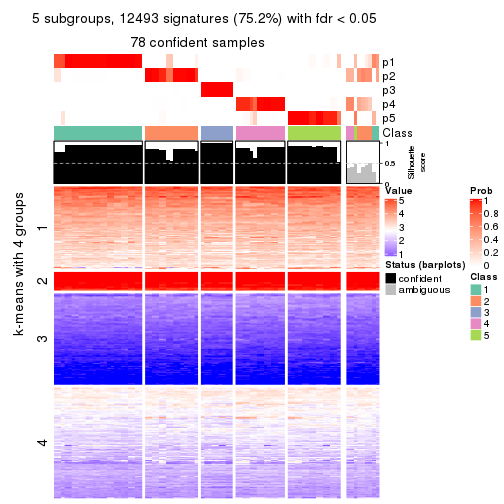 5 subgroups, 12493 signatures (75.2%) with fdr < 0.05
78 confident samples
p1
p2
p3
p4
p5
Class
1
0.5
0
Silhouette
score
k-means with 4 groups
1
2
3
4
Value
5
4
3
2
1
Status (barplots)
confident
ambiguous
Prob
1
0.8
0.6
0.4
0.2
0
Class
1
2
3
4
5